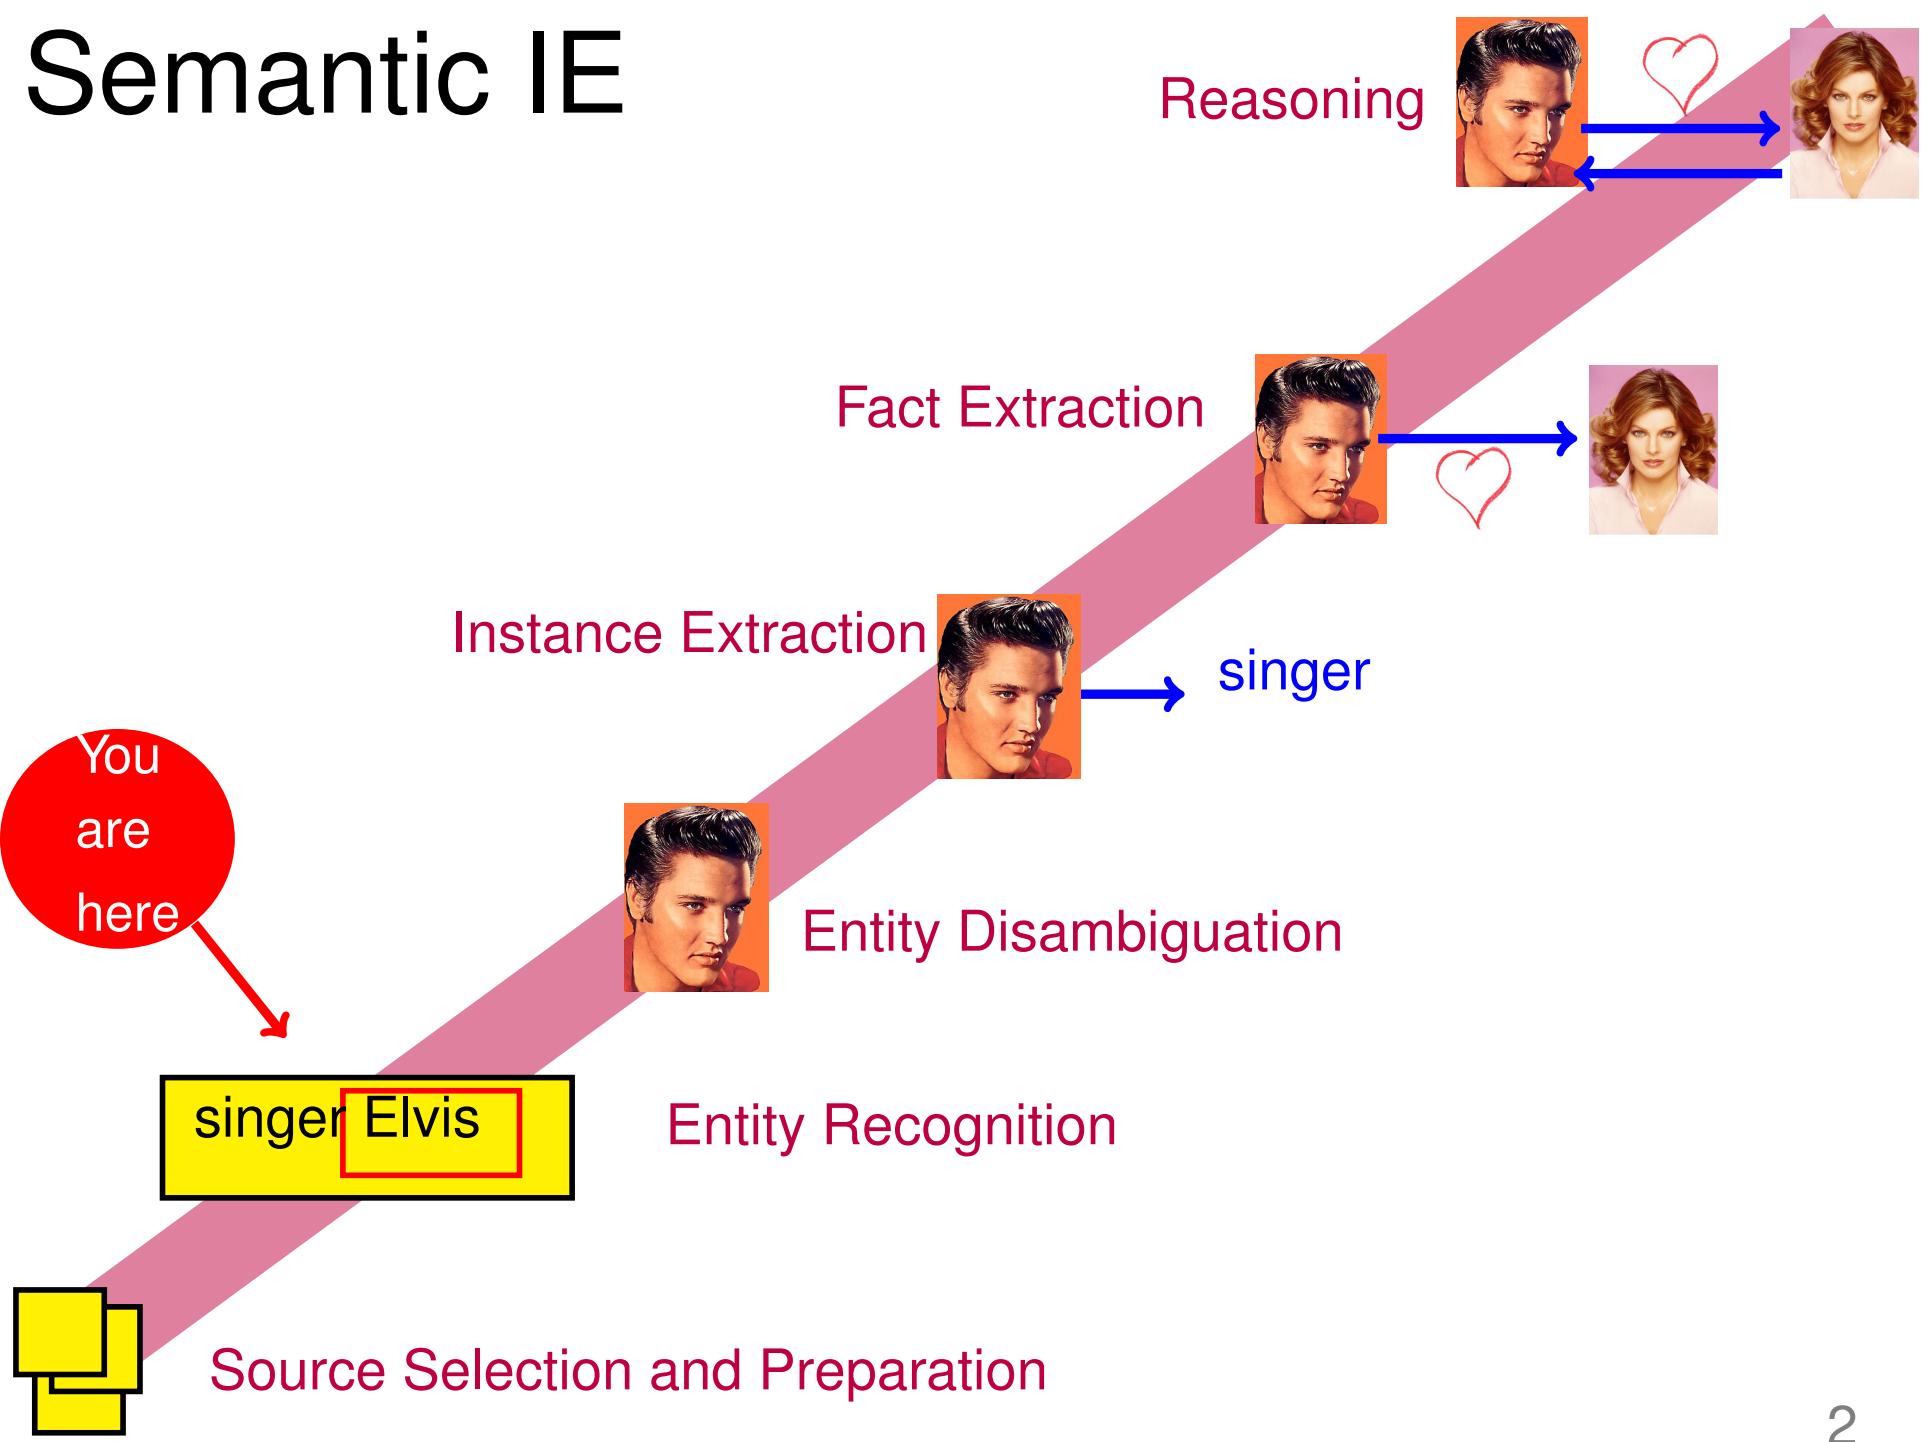 Semantic IE
Reasoning
Fact Extraction
Instance Extraction
singer
You
are
here
Entity Disambiguation
singer Elvis
Entity Recognition
Source Selection and Preparation
2